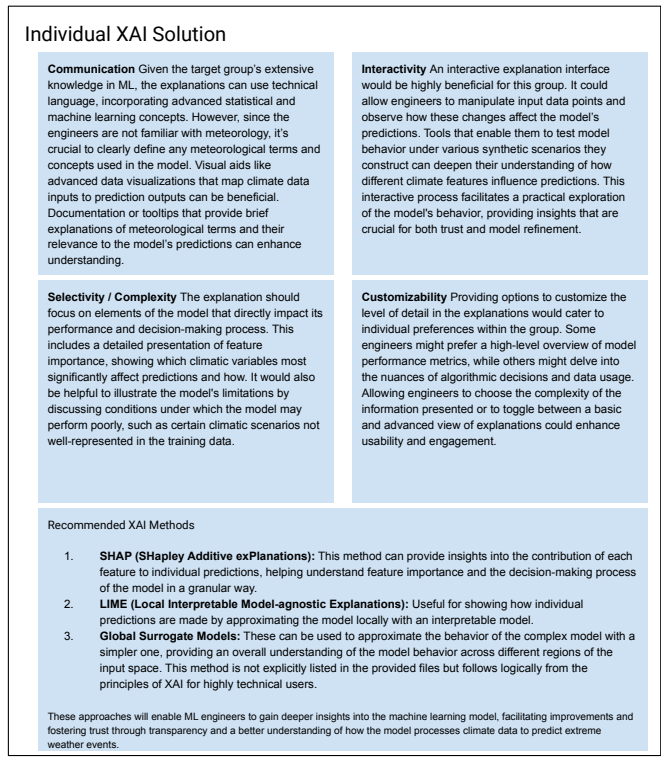 Individual XAI Solution
Communication Given the target group's extensive
knowledge in ML, the explanations can use technical
language, incorporating advanced statistical and
machine learning concepts. However, since the
engineers are not familiar with meteorology, it's
crucial to clearly define any meteorological terms and
concepts used in the model. Visual aids like
advanced data visualizations that map climate data
inputs to prediction outputs can be beneficial.
Documentation or tooltips that provide brief
explanations of meteorological terms and their
relevance to the model's predictions can enhance
understanding.
Interactivity An interactive explanation interface
would be highly beneficial for this group. It could
allow engineers to manipulate input data points and
observe how these changes affect the model's
predictions. Tools that enable them to test model
behavior under various synthetic scenarios they
construct can deepen their understanding of how
different climate features influence predictions. This
interactive process facilitates a practical exploration
of the model's behavior, providing insights that are
crucial for both trust and model refinement.
Selectivity / Complexity The explanation should
focus on elements of the model that directly impact its
performance and decision-making process. This
includes a detailed presentation of feature
importance, showing which climatic variables most
significantly affect predictions and how. It would also
be helpful to illustrate the model's limitations by
discussing conditions under which the model may
perform poorly, such as certain climatic scenarios not
well-represented in the training data.
Customizability Providing options to customize the
level of detail in the explanations would cater to
individual preferences within the group. Some
engineers might prefer a high-level overview of model
performance metrics, while others might delve into
the nuances of algorithmic decisions and data usage.
Allowing engineers to choose the complexity of the
information presented or to toggle between a basic
and advanced view of explanations could enhance
usability and engagement.
Recommended XAI Methods
1. SHAP (SHapley Additive exPlanations): This method can provide insights into the contribution of each
feature to individual predictions, helping understand feature importance and the decision-making process
of the model in a granular way.
2. LIME (Local Interpretable Model-agnostic Explanations): Useful for showing how individual
predictions are made by approximating the model locally with an interpretable model.
3. Global Surrogate Models: These can be used to approximate the behavior of the complex model with a
simpler one, providing an overall understanding of the model behavior across different regions of the
input space. This method is not explicitly listed in the provided files but follows logically from the
principles of XAI for highly technical users.
These approaches will enable ML engineers to gain deeper insights into the machine learning model, facilitating improvements and
fostering trust through transparency and a better understanding of how the model processes climate data to predict extreme
weather events.